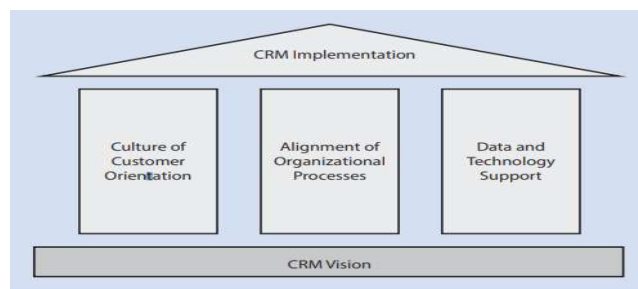 CRM Implementation
Culture of
Customer
Orientation
Alignment of
Organizational
Processes
Data and
Technology
Support
CRM Vision